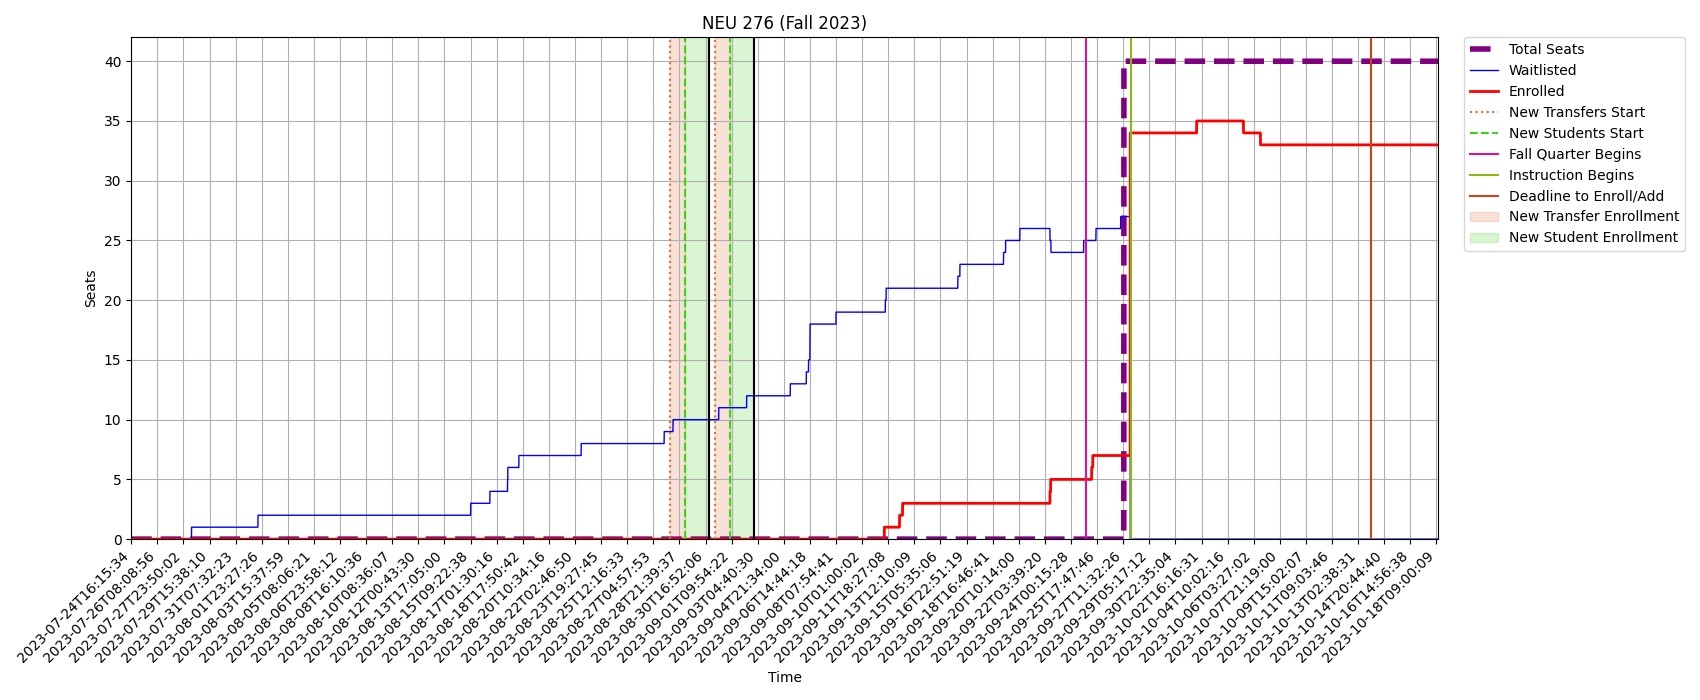 NEU 276 (Fall 2023)
Total Seats
Waitlisted
Enrolled
New Transfers Start
New Students Start
Fall Quarter Begins
Instruction Begins
Deadline to Enroll/Add
New Transfer Enrollment
New Student Enrollment
Seats
40
35
30
25
20
15
10
5
0
2023-07-24T16:15:34
2023-07-26T08:08:56
2023-07-27T23:50:02
2023-07-29T15:38:10
2023-07-31T07:32:23
2023-08-01T23:27:26
2023-08-03T15:37:59
2023-08-05T08:06:21
2023-08-06T23:58:12
2023-08-08T16:10:36
2023-08-10T08:36:07
2023-08-12T00:43:30
2023-08-13T17:05:00
2023-08-15T09:22:38
2023-08-17T01:30:16
2023-08-18T17:50:42
2023-08-20T10:34:16
2023-08-22T02:46:50
2023-08-23T19:27:45
2023-08-25T12:16:33
2023-08-27T04:57:53
2023-08-28T21:39:37
2023-08-30T16:52:06
2023-09-01T09:54:22
2023-09-03T04:40:30
2023-09-04T21:34:00
2023-09-06T14:44:18
2023-09-08T07:54:41
2023-09-10T01:00:02
2023-09-11T18:27:08
2023-09-13T12:10:09
2023-09-15T05:35:06
2023-09-16T22:51:19
2023-09-18T16:46:41
2023-09-20T10:14:00
2023-09-22T03:39:20
2023-09-24T00:15:28
2023-09-25T17:47:46
2023-09-27T11:32:26
2023-09-29T05:17:12
2023-09-30T22:35:04
2023-10-02T16:16:31
2023-10-04T10:02:16
2023-10-06T03:27:02
2023-10-07T21:19:00
2023-10-09T15:02:07
2023-10-11T09:03:46
2023-10-13T02:38:31
2023-10-14T20:44:40
2023-10-16T14:56:38
2023-10-18T09:00:09
Time